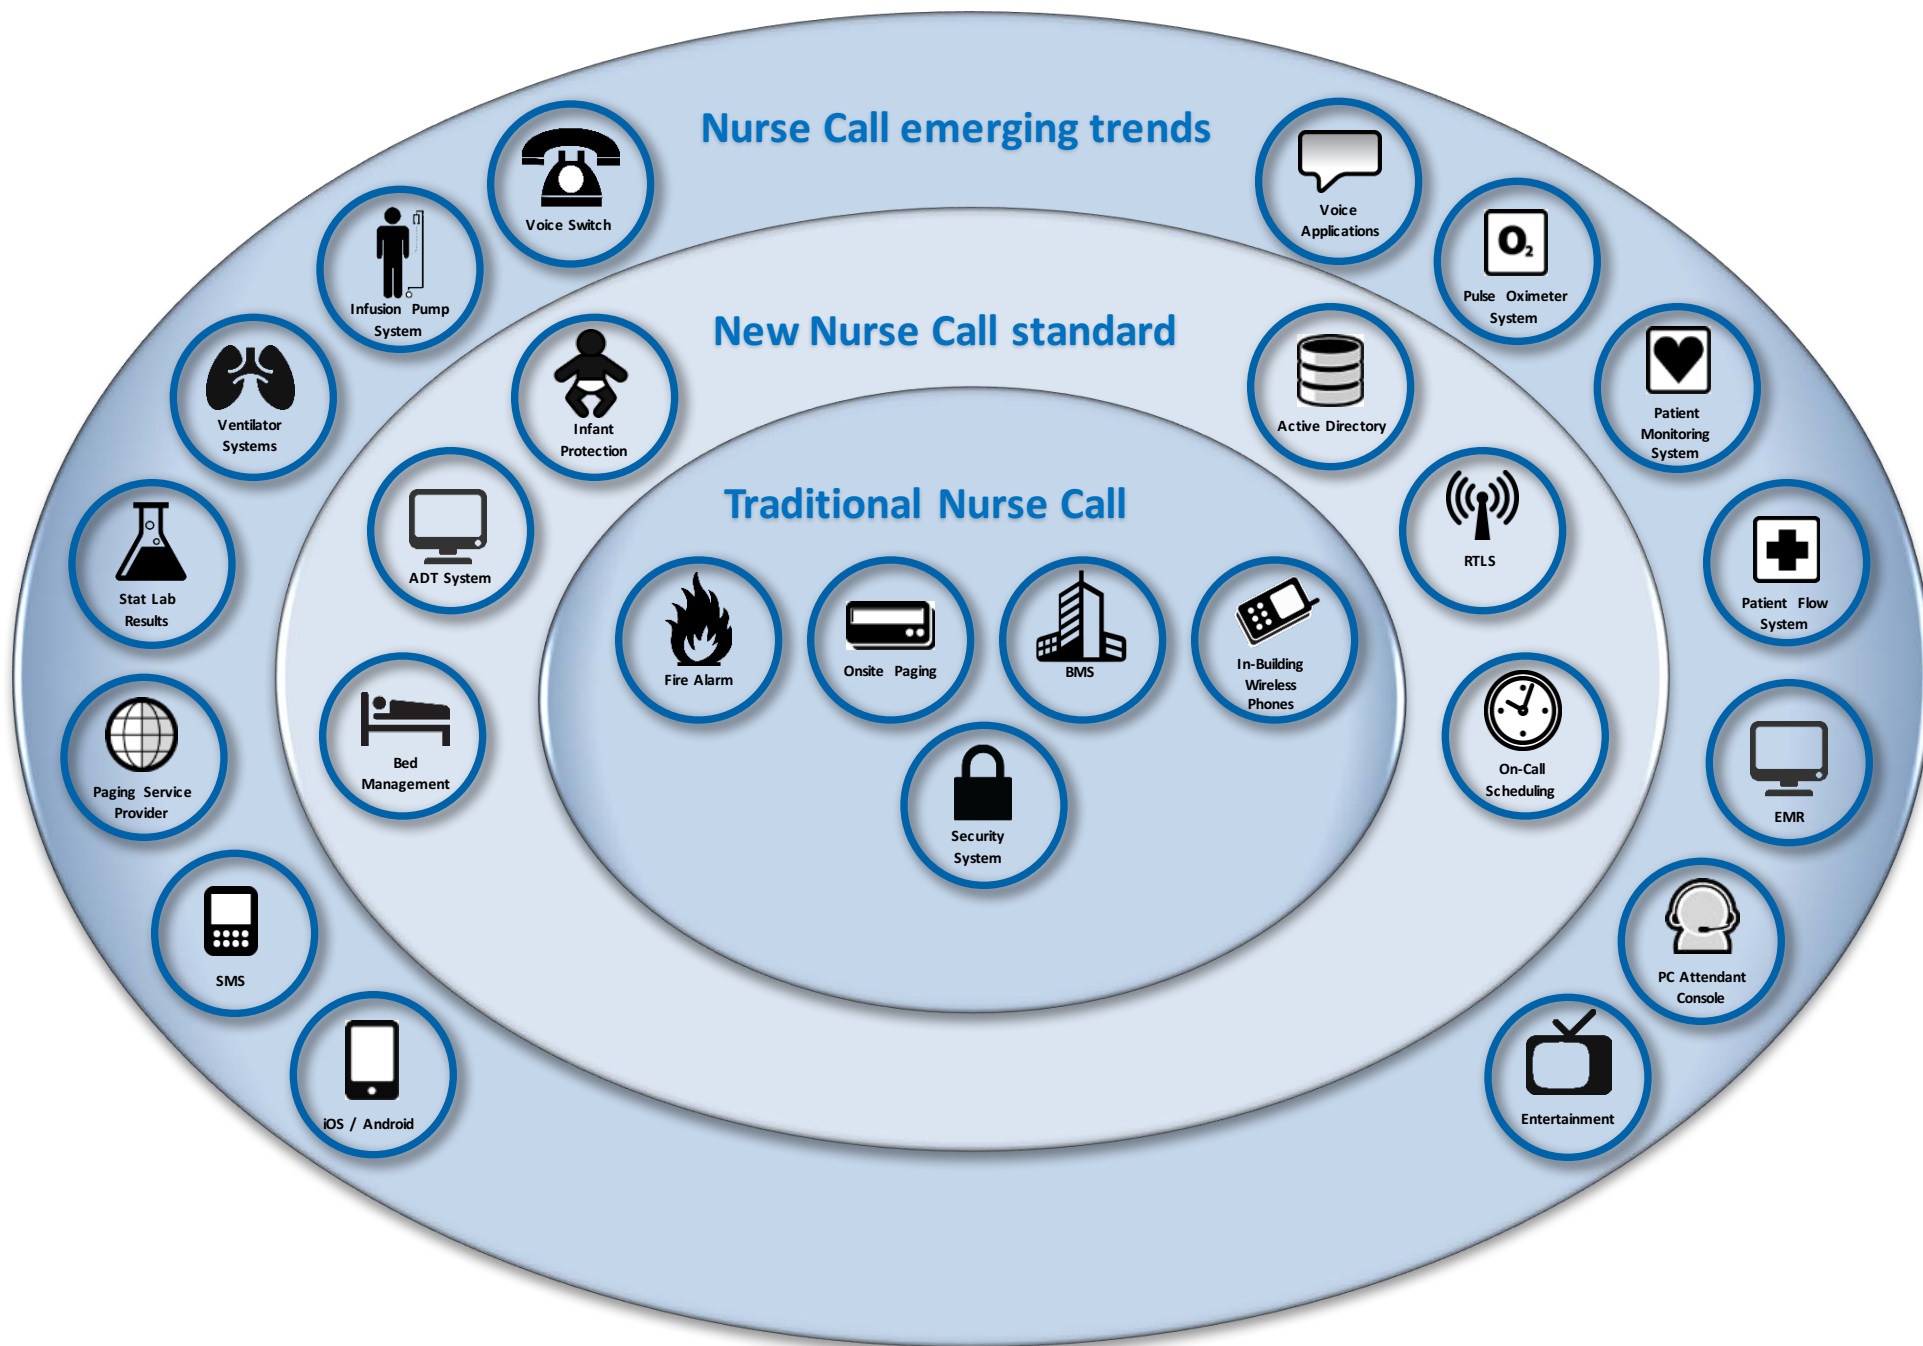 Nurse Call emerging trends
Voice Switch
Voice
Applications
Infusion Pump
System
O2
Pulse Oximeter
System
Ventilator
Systems
Patient
Monitoring
System
Stat Lab
Results
Patient Flow
System
Paging Service
Provider
EMR
SMS
PC Attendant
Console
iOS / Android
Entertainment
New Nurse Call standard
Infant
Protection
Active Directory
ADT System
RTLS
Bed
Management
On-Call
Scheduling
Traditional Nurse Call
Fire Alarm
Onsite Paging
BMS
In-Building
Wireless
Phones
Security
System